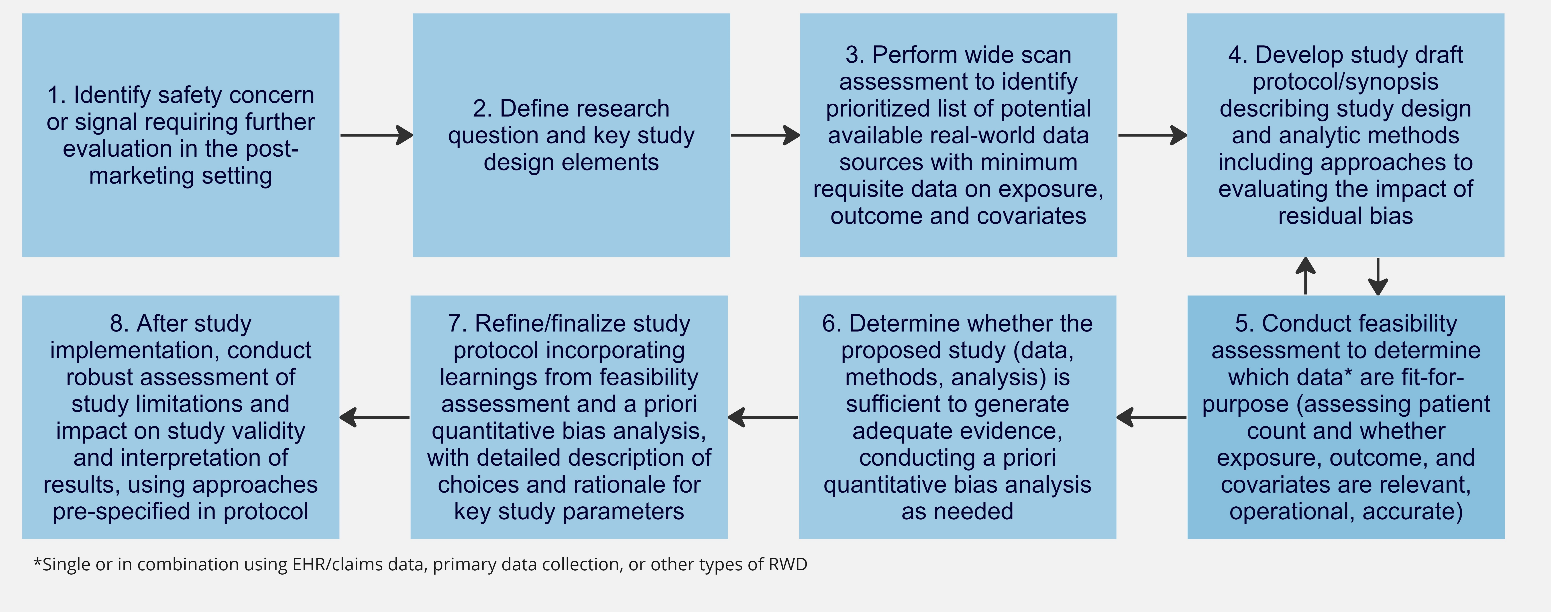 1. Identify safety concern
or signal requiring further
evaluation in the post-
marketing setting
2. Define research
question and key study
design elements
3. Perform wide scan
assessment to identify
prioritized list of potential
available real-world data
sources with minimum
requisite data on exposure,
outcome and covariates
4. Develop study draft
protocol/synopsis
describing study design
and analytic methods
including approaches to
evaluating the impact of
residual bias
5. Conduct feasibility
assessment to determine
which data* are fit-for-
purpose (assessing patient
count and whether
exposure, outcome, and
covariates are relevant,
operational, accurate)
6. Determine whether the
proposed study (data,
methods, analysis) is
sufficient to generate
adequate evidence,
conducting a priori
quantitative bias analysis
as needed
7. Refine/finalize study
protocol incorporating
learnings from feasibility
assessment and a priori
quantitative bias analysis,
with detailed description of
choices and rationale for
key study parameters
8. After study
implementation, conduct
robust assessment of
study limitations and
impact on study validity
and interpretation of
results, using approaches
pre-specified in protocol
*Single or in combination using EHR/claims data, primary data collection, or other types of RWD